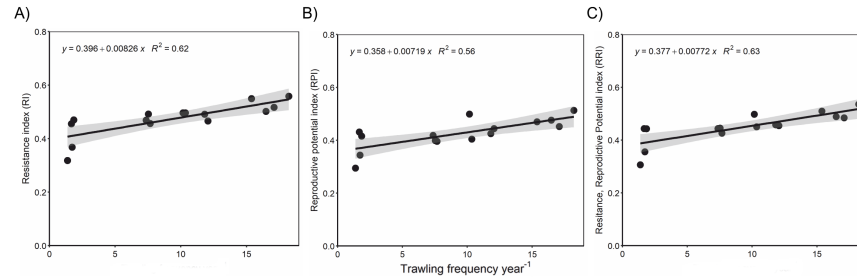 A)
y = 0.396 + 0.00826 x R² = 0.62
Resistance index (RI)
0.8
0.6
0.4
0.2
0.0
0 5 10 15
B)
y = 0.358 + 0.00719 x R² = 0.56
Reproductive potential index (RPI)
0.8
0.6
0.4
0.2
0.0
0 5 10 15
Trawling frequency year⁻¹
C)
y = 0.377 + 0.00772 x R² = 0.63
Resitance, Reprodictive Potential index (RRI)
0.8
0.6
0.4
0.2
0.0
0 5 10 15